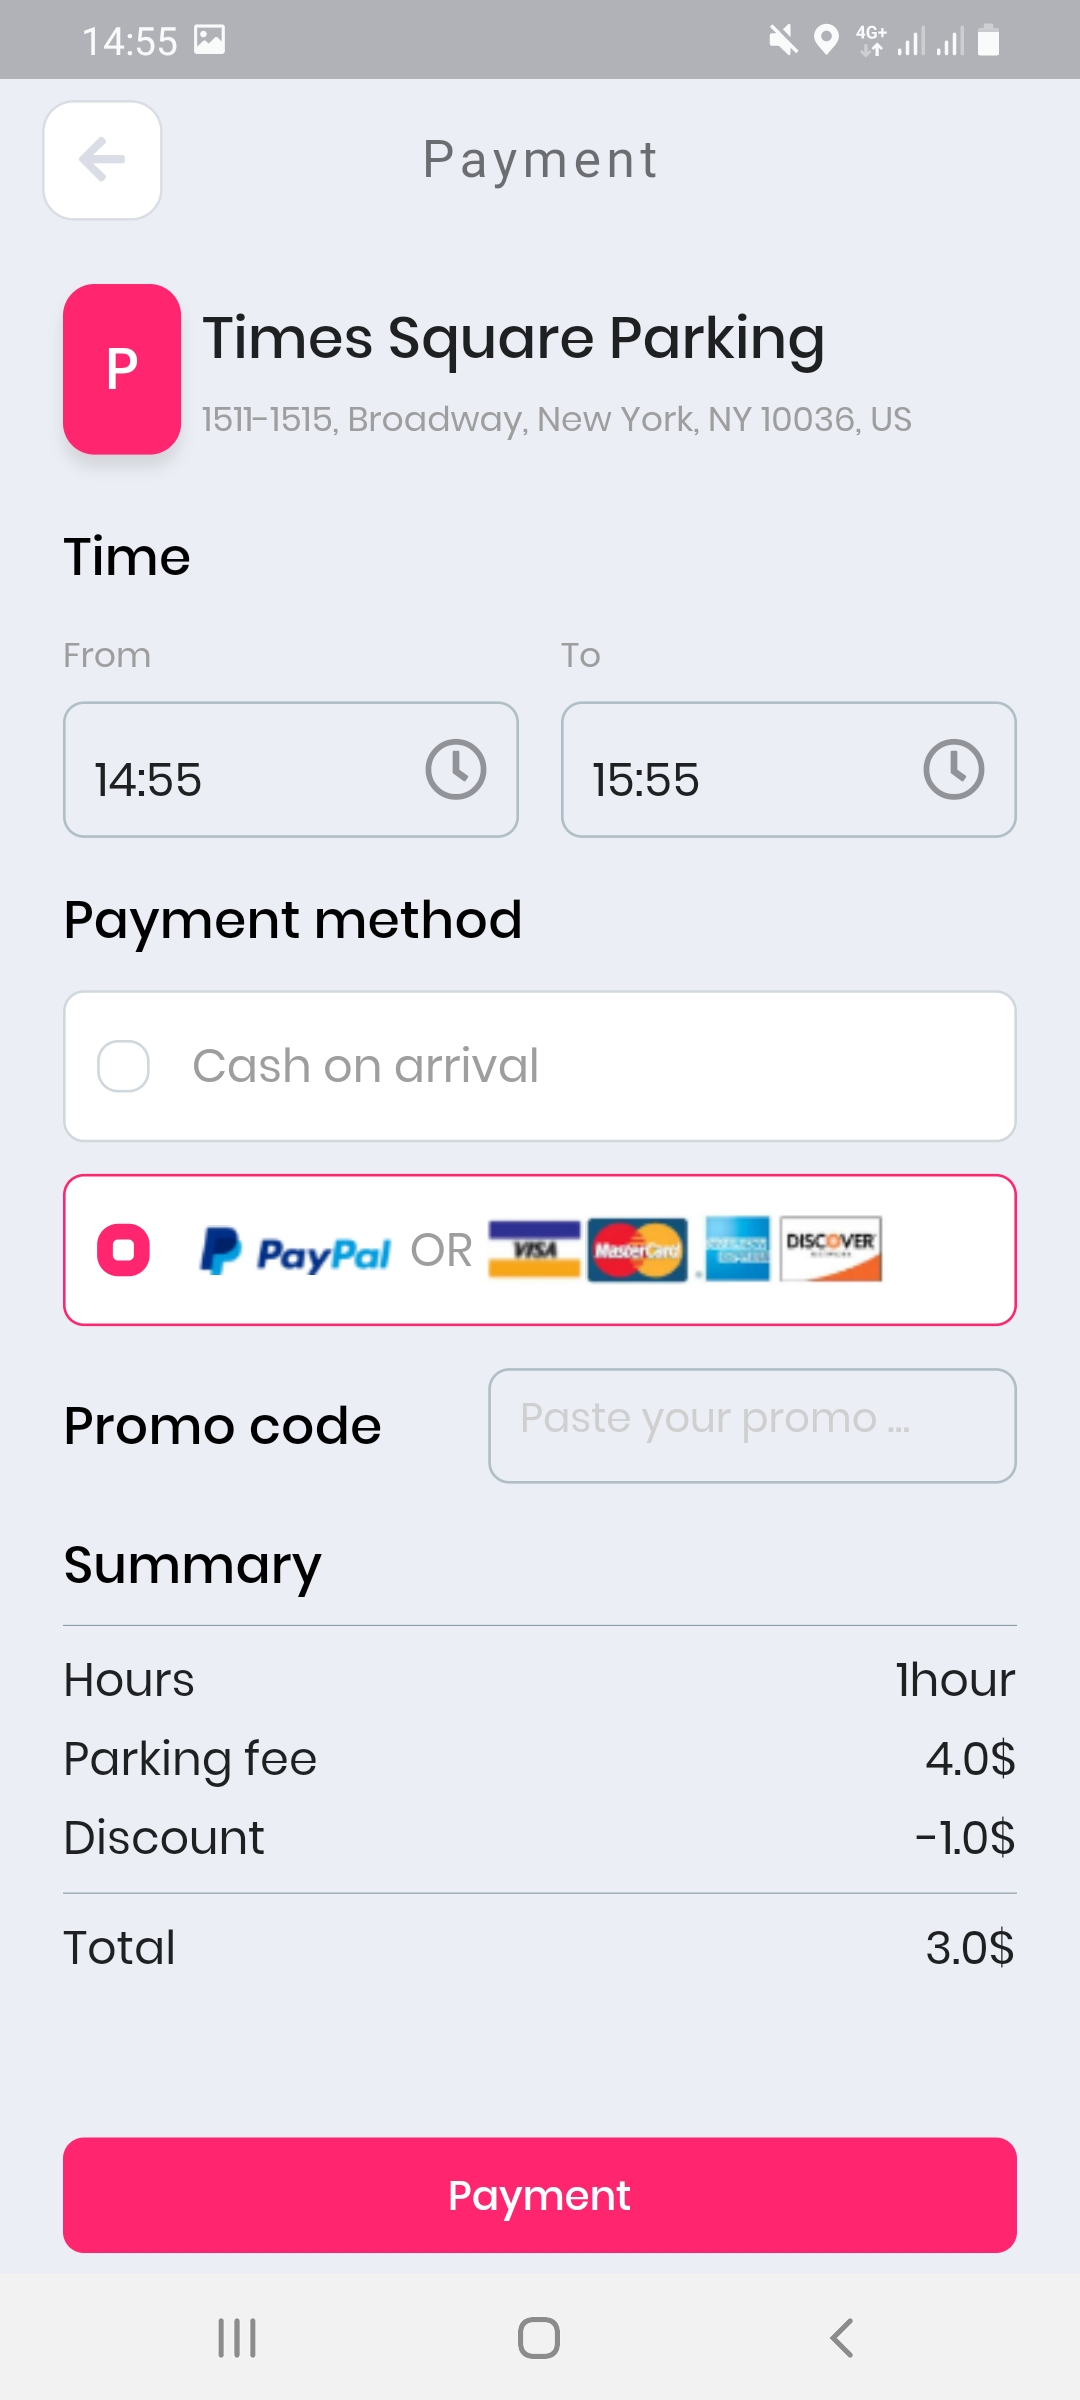 14:55
4G+
Payment
P
Times Square Parking
1511-1515, Broadway, New York, NY 10036, US
Time
From To
14:55 15:55
Payment method
Cash on arrival
PayPal OR VISA MasterCard DISCOVER
Promo code Paste your promo ...
Summary
Hours 1hour
Parking fee 4.0$
Discount -1.0$
Total 3.0$
Payment